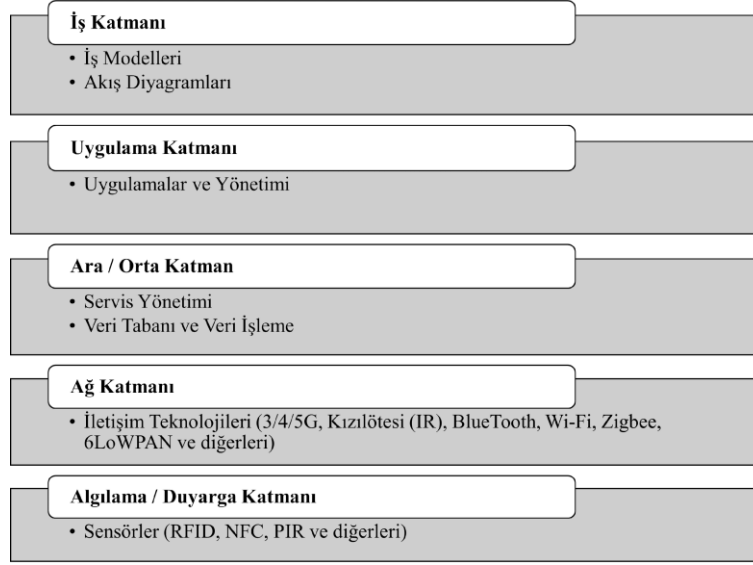 İş Katmanı
• İş Modelleri
• Akış Diyagramları
Uygulama Katmanı
• Uygulamalar ve Yönetimi
Ara / Orta Katman
• Servis Yönetimi
• Veri Tabanı ve Veri İşleme
Ağ Katmanı
• İletişim Teknolojileri (3/4/5G, Kızılötesi (IR), BlueTooth, Wi-Fi, Zigbee,
6LoWPAN ve diğerleri)
Algılama / Duyarga Katmanı
• Sensörler (RFID, NFC, PIR ve diğerleri)